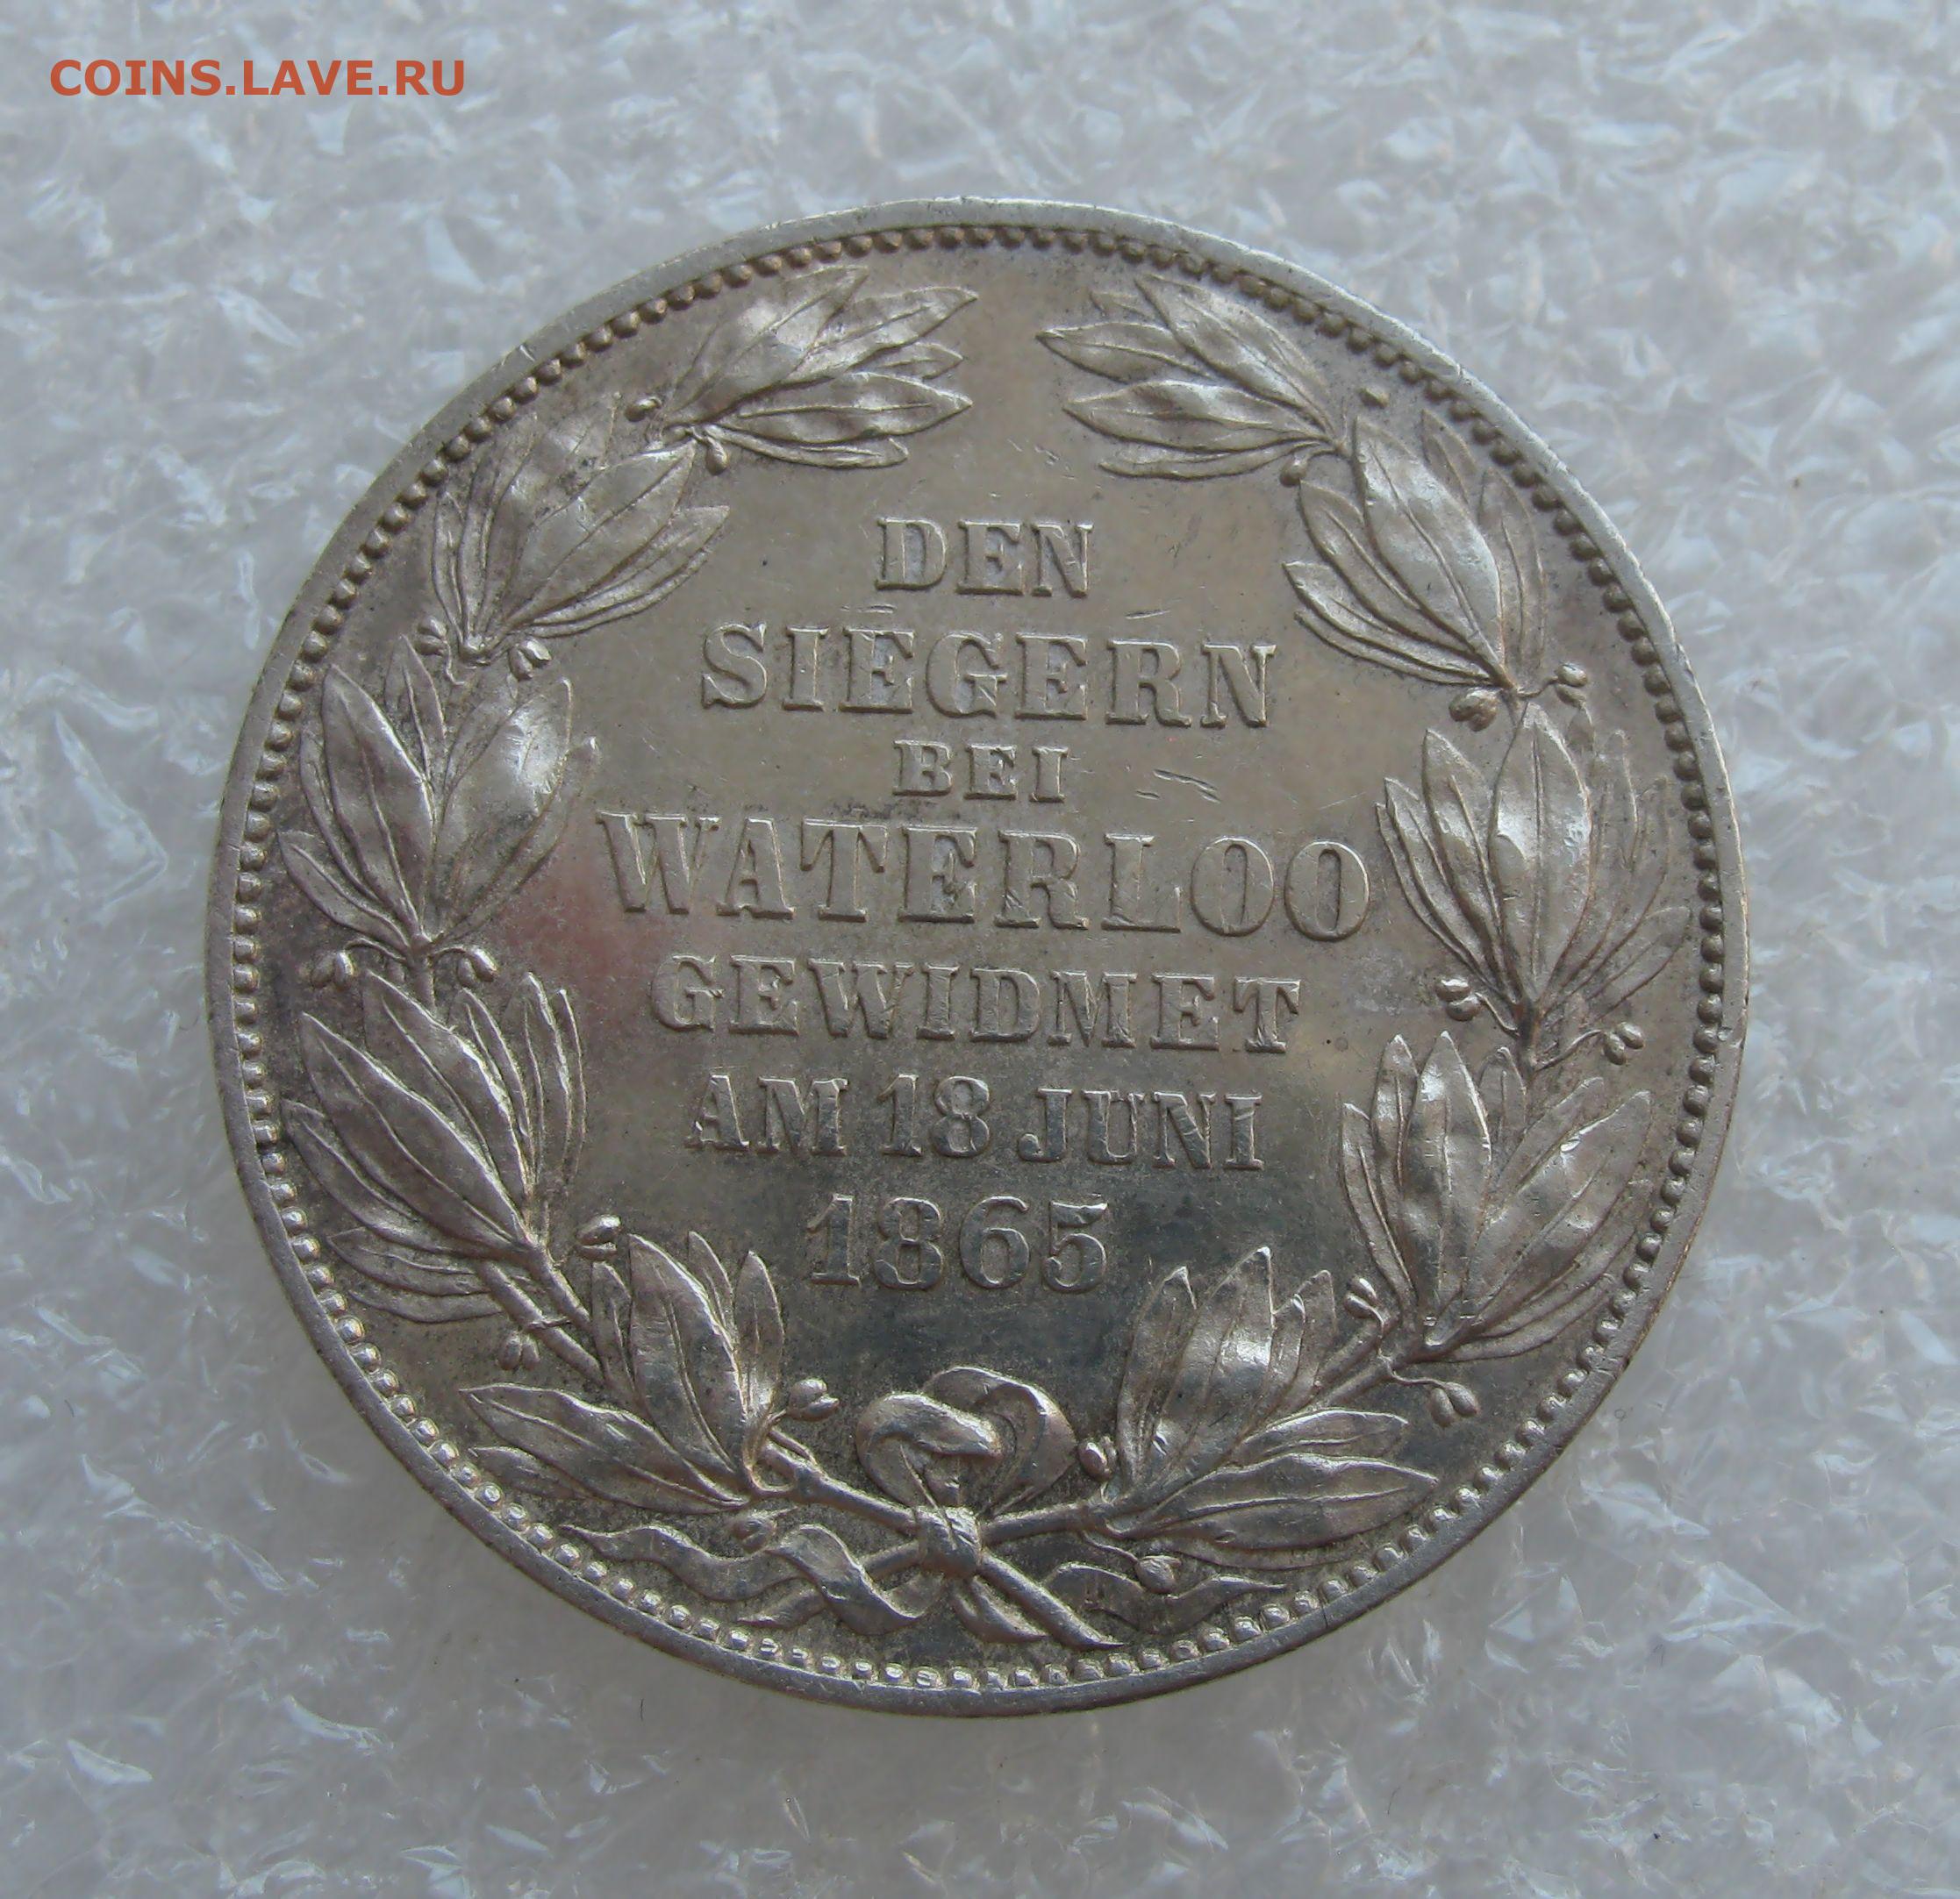 COINS.LAVE.RU
DEN
SIEGERN
BEI
WATERLOO
GEWIDMET
AM 18 JUNI
1865